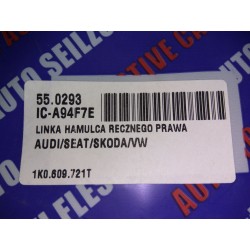 55.0293
IC-A94F7E
LINKA HAMULCA RECZNEGO PRAWA
AUDI/SEAT/SKODA/VW
1K0.609.721T